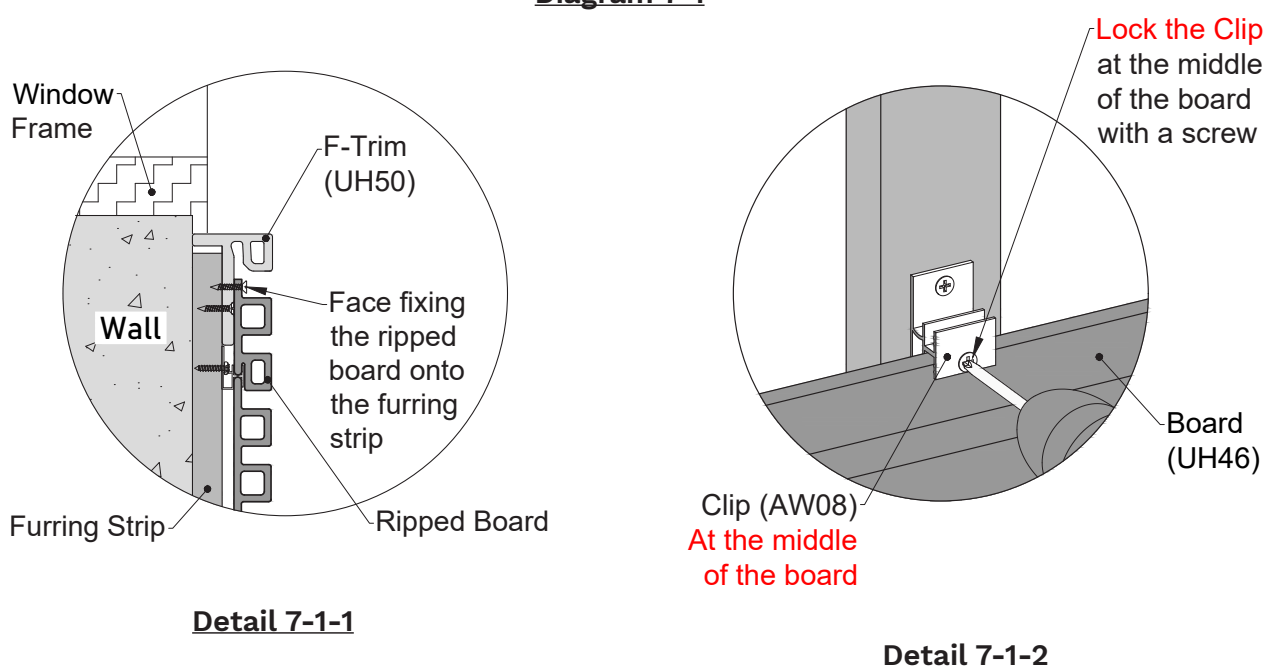 Diagram 7-1
Window
Frame
F-Trim
(UH50)
Wall
Face fixing
the ripped
board onto
the furring
strip
Furring Strip
Ripped Board
Detail 7-1-1
Lock the Clip
at the middle
of the board
with a screw
Board
(UH46)
Clip (AW08)
At the middle
of the board
Detail 7-1-2